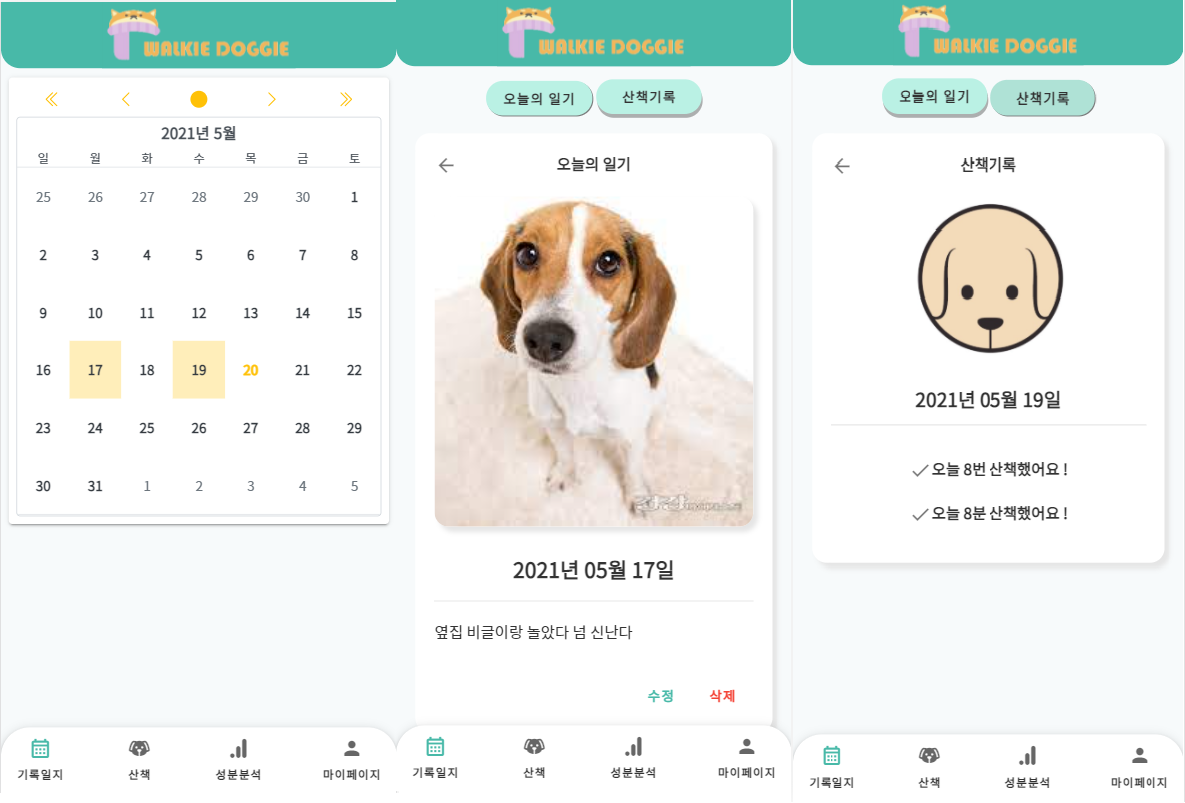 WALKIE DOGGIE
2021년 5월
일 월 화 수 목 금 토
25 26 27 28 29 30 1
2 3 4 5 6 7 8
9 10 11 12 13 14 15
16 17 18 19 20 21 22
23 24 25 26 27 28 29
30 31 1 2 3 4 5
기록일지 산책 성분분석 마이페이지
WALKIE DOGGIE
오늘의 일기 산책기록
오늘의 일기
2021년 05월 17일
옆집 비글이랑 놀았다 넘 신난다
수정 삭제
기록일지 산책 성분분석 마이페이지
WALKIE DOGGIE
오늘의 일기 산책기록
산책기록
2021년 05월 19일
오늘 8번 산책했어요 !
오늘 8분 산책했어요 !
기록일지 산책 성분분석 마이페이지